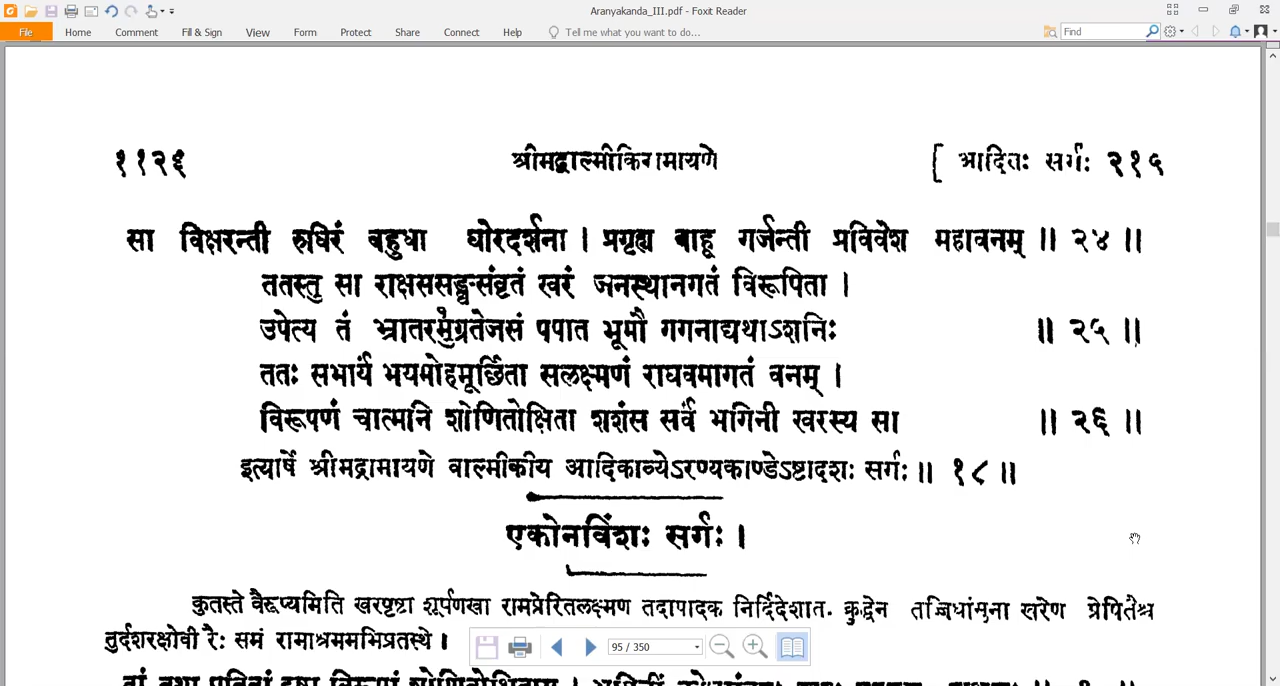 Aranyakanda_III.pdf - Foxit Reader
File Home Comment Fill & Sign View Form Protect Share Connect Help Tell me what you want to do... Find
११२६ श्रीमद्वाल्मीकिरामायणे [ आदितः सर्गः २१५
सा विक्षरन्ती रुधिरं बहुधा घोरदर्शना । प्रगृह्य बाहू गर्जन्ती प्रविवेश महावनम् ॥ २४ ॥
ततस्तु सा राक्षससङ्घसंवृतं खरं जनस्थानगतं विरूपिता ।
उपेत्य तं भ्रातरमुग्रतेजसं पपात भूमौ गगनाद्यथाऽशनिः ॥ २५ ॥
ततः सभार्यं भयमोहमूर्छिता सलक्ष्मणं राघवमागतं वनम् ।
विरूपणं चात्मनि शोणितोक्षिता शशंस सर्वं भगिनी खरस्य सा ॥ २६ ॥
इत्यार्षे श्रीमद्रामायणे वाल्मीकीय आदिकाव्येऽरण्यकाण्डेऽष्टादशः सर्गः ॥ १८ ॥
एकोनविंशः सर्गः ।
कुतस्ते वैरूप्यमिति खरपृष्टा शूर्पणखा रामप्रेरितलक्ष्मण तदापादक निर्दिदेशात. क्रुद्धेन तज्जिघांसुना खरेण प्रेषितैश्च
तुर्दशरक्षोवी रैः समं रामाश्रममभिप्रतस्थे ।
95 / 350
तां तथा पतितां दृष्ट्वा विरूपां शोणितोक्षिताम् ।